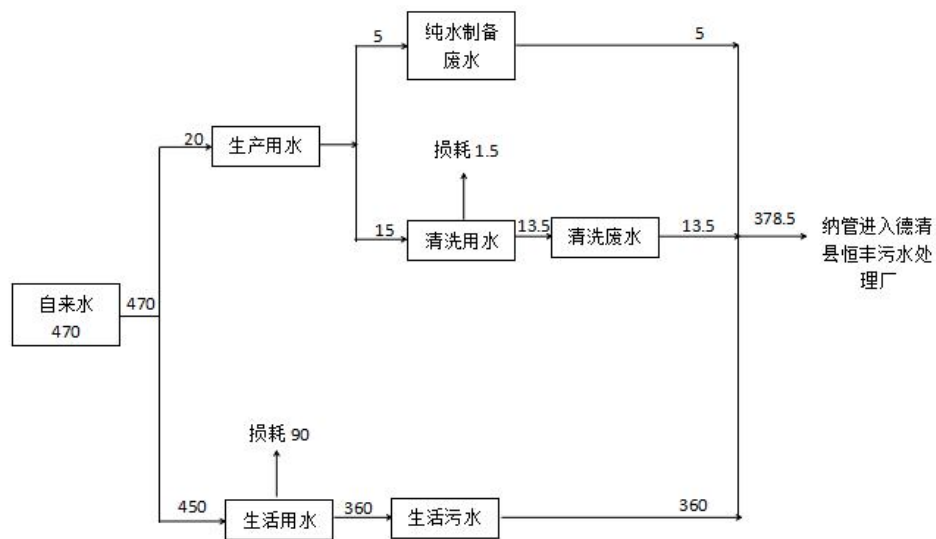 5
纯水制备
废水
5
20
生产用水
损耗 1.5
15
清洗用水
13.5
清洗废水
13.5
378.5
纳管进入德清
县恒丰污水处
理厂
自来水
470
470
损耗 90
450
生活用水
360
生活污水
360